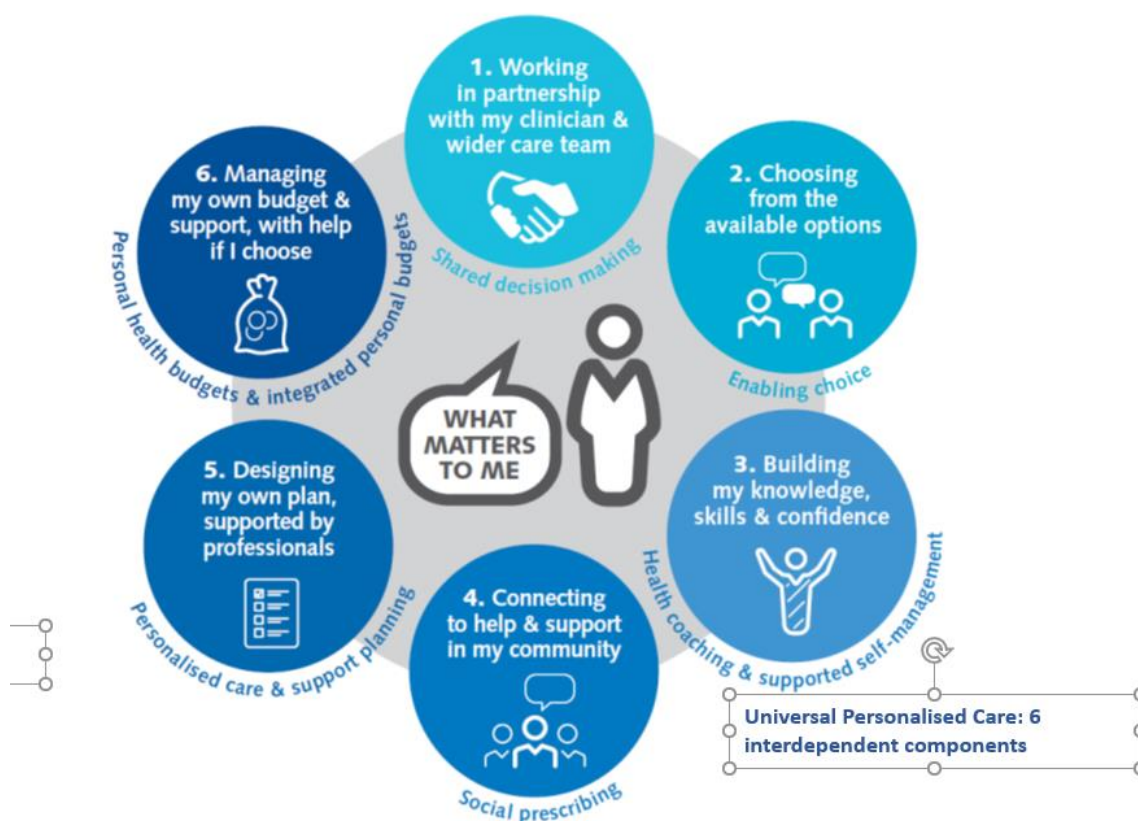 1. Working
in partnership
with my clinician &
wider care team
Shared decision making
2. Choosing
from the
available options
Enabling choice
3. Building
my knowledge,
skills & confidence
Health coaching & supported self-management
4. Connecting
to help & support
in my community
Social prescribing
5. Designing
my own plan,
supported by
professionals
Personalised care & support planning
6. Managing
my own budget &
support, with help
if I choose
Personal health budgets & integrated personal budgets
WHAT
MATTERS
TO ME
Universal Personalised Care: 6
interdependent components